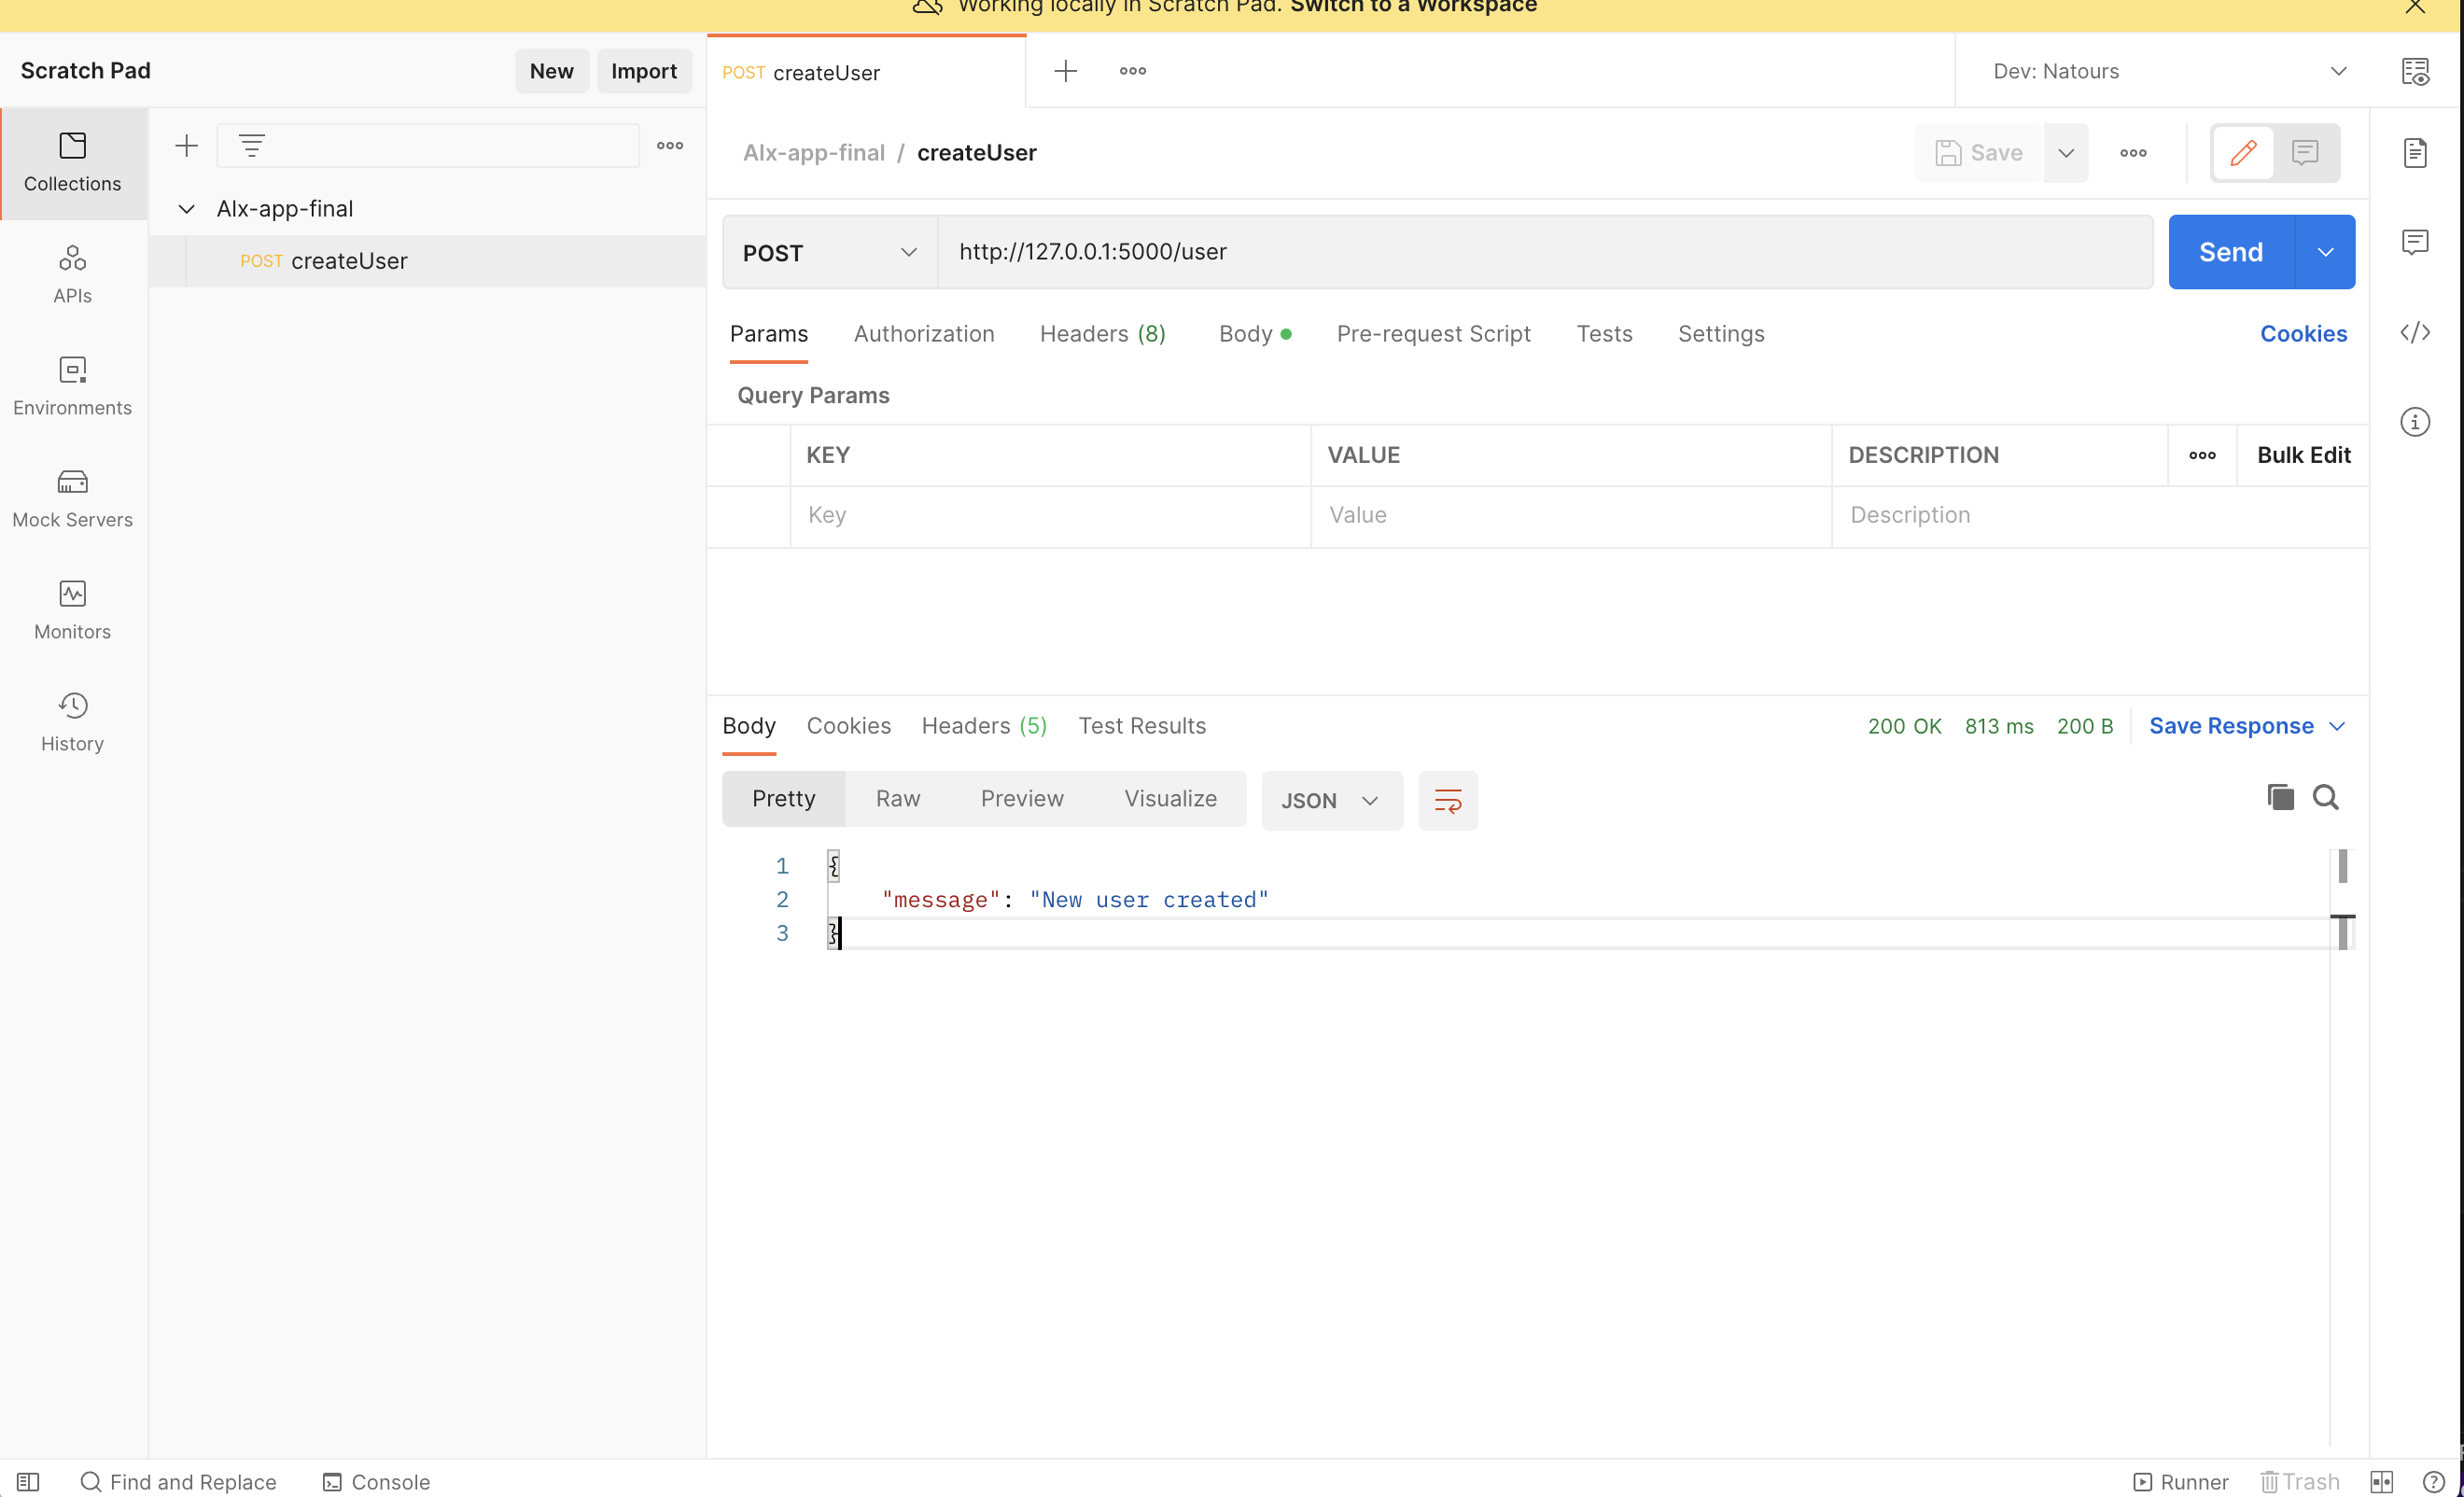 Working locally in Scratch Pad. Switch to a Workspace
Scratch Pad
New
Import
POST createUser
Dev: Natours
Collections
APIs
Environments
Mock Servers
Monitors
History
Alx-app-final
POST createUser
Alx-app-final / createUser
Save
POST
http://127.0.0.1:5000/user
Send
Params
Authorization
Headers (8)
Body
Pre-request Script
Tests
Settings
Cookies
Query Params
KEY
VALUE
DESCRIPTION
Bulk Edit
Key
Value
Description
Body
Cookies
Headers (5)
Test Results
200 OK
813 ms
200 B
Save Response
Pretty
Raw
Preview
Visualize
JSON
1 {
2 "message": "New user created"
3 }
Find and Replace
Console
Runner
Trash